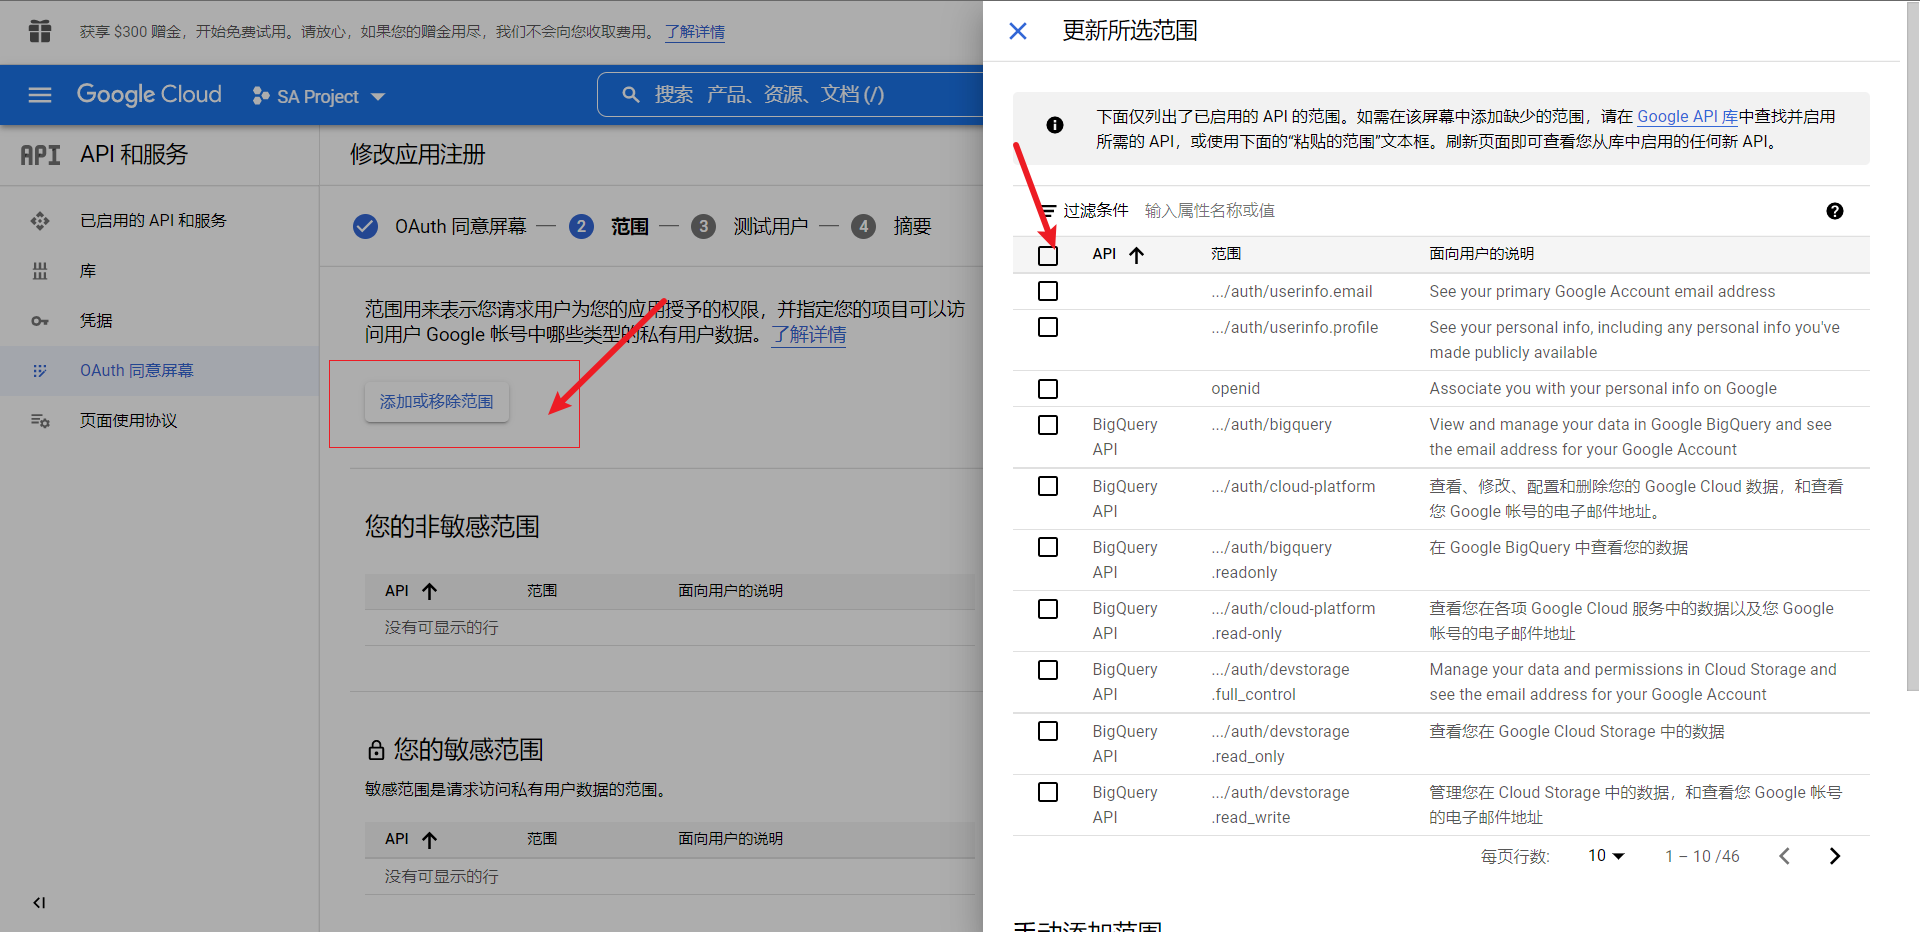 获享 $300 赠金，开始免费试用。请放心，如果您的赠金用尽，我们不会向您收取费用。 了解详情
Google Cloud
SA Project
搜索 产品、资源、文档 (/)
API API 和服务
已启用的 API 和服务
库
凭据
OAuth 同意屏幕
页面使用协议
修改应用注册
OAuth 同意屏幕 — 2 范围 — 3 测试用户 — 4 摘要
范围用来表示您请求用户为您的应用授予的权限，并指定您的项目可以访
问用户 Google 帐号中哪些类型的私有用户数据。了解详情
添加或移除范围
您的非敏感范围
API 范围 面向用户的说明
没有可显示的行
您的敏感范围
敏感范围是请求访问私有用户数据的范围。
API 范围 面向用户的说明
没有可显示的行
更新所选范围
下面仅列出了已启用的 API 的范围。如需在该屏幕中添加缺少的范围，请在 Google API 库中查找并启用
所需的 API，或使用下面的“粘贴的范围”文本框。刷新页面即可查看您从库中启用的任何新 API。
过滤条件 输入属性名称或值
API 范围 面向用户的说明
.../auth/userinfo.email See your primary Google Account email address
.../auth/userinfo.profile See your personal info, including any personal info you've
made publicly available
openid Associate you with your personal info on Google
BigQuery .../auth/bigquery View and manage your data in Google BigQuery and see
API the email address for your Google Account
BigQuery .../auth/cloud-platform 查看、修改、配置和删除您的 Google Cloud 数据，和查看
API 您 Google 帐号的电子邮件地址。
BigQuery .../auth/bigquery 在 Google BigQuery 中查看您的数据
API .readonly
BigQuery .../auth/cloud-platform 查看您在各项 Google Cloud 服务中的数据以及您 Google
API .read-only 帐号的电子邮件地址
BigQuery .../auth/devstorage Manage your data and permissions in Cloud Storage and
API .full_control see the email address for your Google Account
BigQuery .../auth/devstorage 查看您在 Google Cloud Storage 中的数据
API .read_only
BigQuery .../auth/devstorage 管理您在 Cloud Storage 中的数据，和查看您 Google 帐号
API .read_write 的电子邮件地址
每页行数: 10 1 – 10 /46
手动添加范围